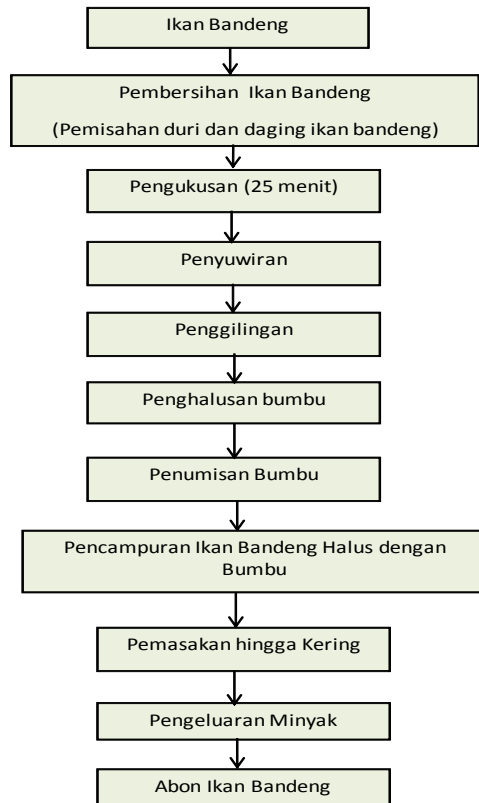 Ikan Bandeng
Pembersihan Ikan Bandeng
(Pemisahan duri dan daging ikan bandeng)
Pengukusan (25 menit)
Penyuwiran
Penggilingan
Penghalusan bumbu
Penumisan Bumbu
Pencampuran Ikan Bandeng Halus dengan
Bumbu
Pemasakan hingga Kering
Pengeluaran Minyak
Abon Ikan Bandeng